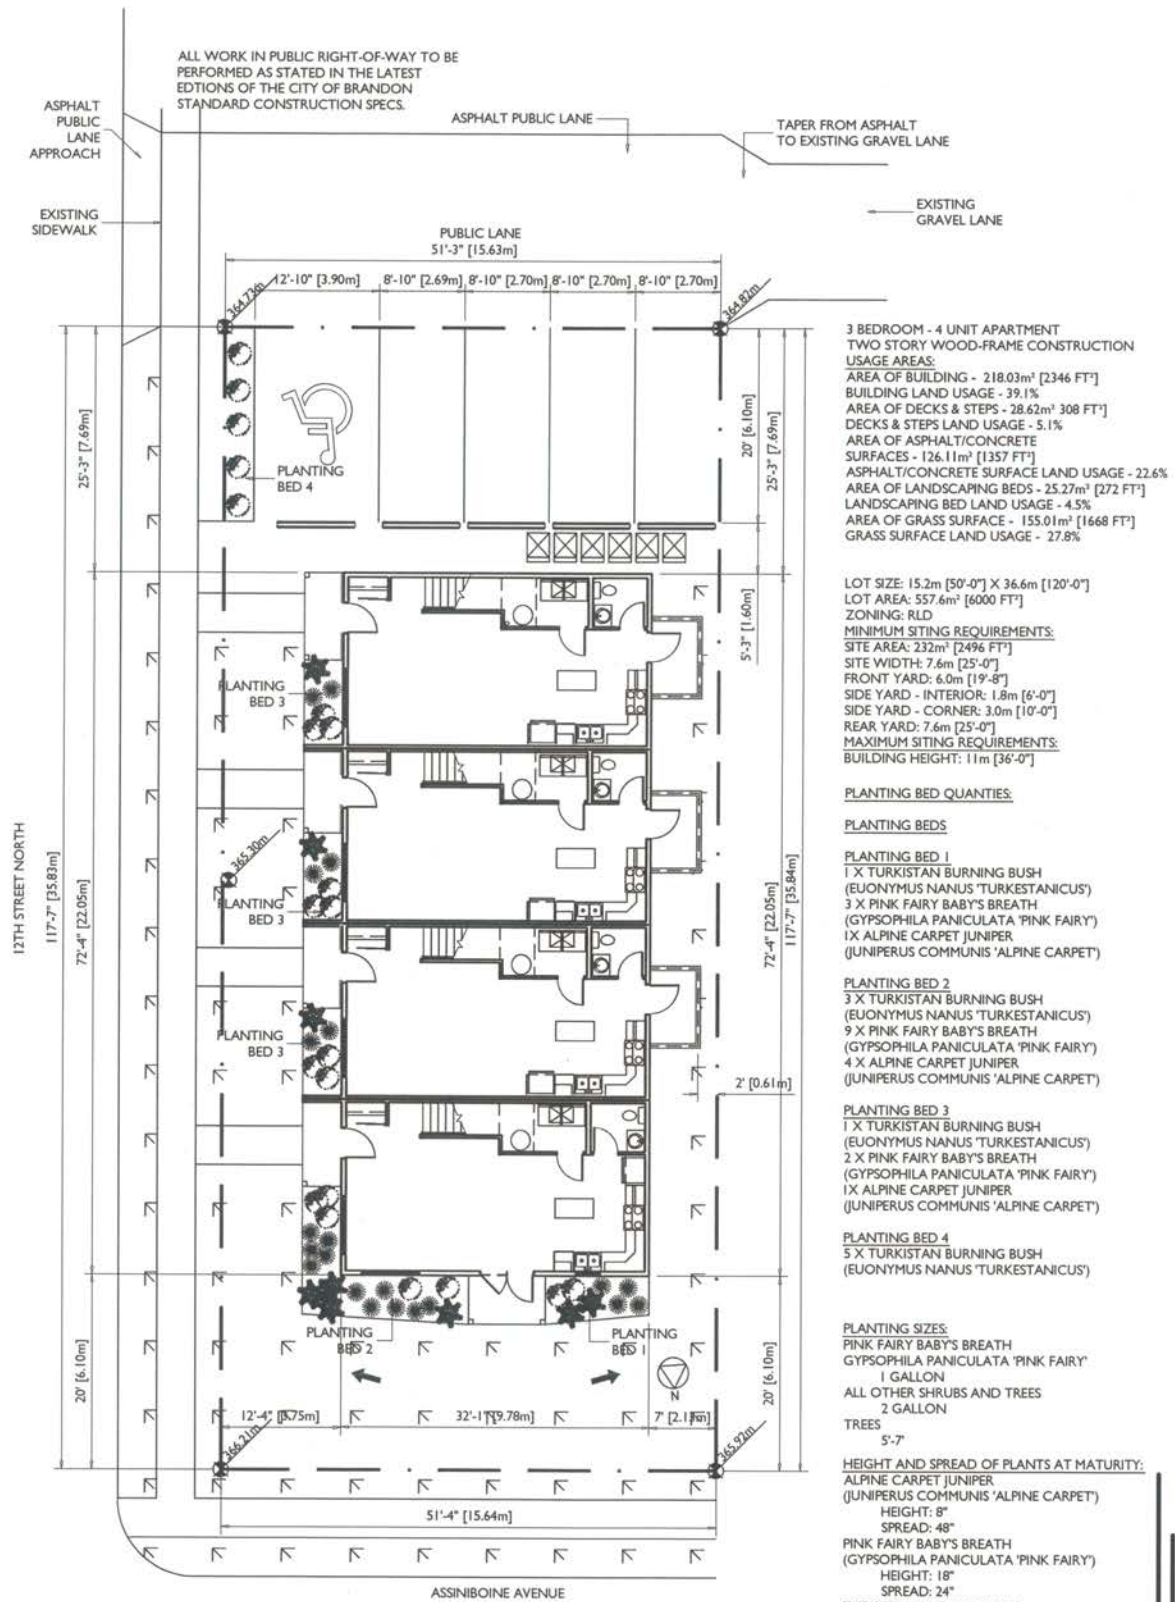 ALL WORK IN PUBLIC RIGHT-OF-WAY TO BE
PERFORMED AS STATED IN THE LATEST
EDTIONS OF THE CITY OF BRANDON
STANDARD CONSTRUCTION SPECS.
ASPHALT
PUBLIC
LANE
APPROACH
ASPHALT PUBLIC LANE
TAPER FROM ASPHALT
TO EXISTING GRAVEL LANE
EXISTING
SIDEWALK
EXISTING
GRAVEL LANE
PUBLIC LANE
51'-3" [15.63m]
12'-10" [3.90m]
8'-10" [2.69m]
8'-10" [2.70m]
8'-10" [2.70m]
8'-10" [2.70m]
364.73m
364.82m
25'-3" [7.69m]
20' [6.10m]
25'-3" [7.69m]
PLANTING
BED 4
5'-3" [1.60m]
PLANTING
BED 3
365.30m
PLANTING
BED 3
12TH STREET NORTH
117'-7" [35.83m]
72'-4" [22.05m]
72'-4" [22.05m]
117'-7" [35.84m]
PLANTING
BED 3
2' [0.61m]
PLANTING
BED 2
PLANTING
BED 1
N
20' [6.10m]
20' [6.10m]
12'-4" [3.75m]
32'-1" [9.78m]
7' [2.13m]
366.21m
365.92m
51'-4" [15.64m]
ASSINIBOINE AVENUE
3 BEDROOM - 4 UNIT APARTMENT
TWO STORY WOOD-FRAME CONSTRUCTION
USAGE AREAS:
AREA OF BUILDING - 218.03m² [2346 FT²]
BUILDING LAND USAGE - 39.1%
AREA OF DECKS & STEPS - 28.62m² 308 FT²]
DECKS & STEPS LAND USAGE - 5.1%
AREA OF ASPHALT/CONCRETE
SURFACES - 126.11m² [1357 FT²]
ASPHALT/CONCRETE SURFACE LAND USAGE - 22.6%
AREA OF LANDSCAPING BEDS - 25.27m² [272 FT²]
LANDSCAPING BED LAND USAGE - 4.5%
AREA OF GRASS SURFACE - 155.01m² [1668 FT²]
GRASS SURFACE LAND USAGE - 27.8%
LOT SIZE: 15.2m [50'-0"] X 36.6m [120'-0"]
LOT AREA: 557.6m² [6000 FT²]
ZONING: RLD
MINIMUM SITING REQUIREMENTS:
SITE AREA: 232m² [2496 FT²]
SITE WIDTH: 7.6m [25'-0"]
FRONT YARD: 6.0m [19'-8"]
SIDE YARD - INTERIOR: 1.8m [6'-0"]
SIDE YARD - CORNER: 3.0m [10'-0"]
REAR YARD: 7.6m [25'-0"]
MAXIMUM SITING REQUIREMENTS:
BUILDING HEIGHT: 11m [36'-0"]
PLANTING BED QUANTIES:
PLANTING BEDS
PLANTING BED 1
1 X TURKISTAN BURNING BUSH
(EUONYMUS NANUS 'TURKESTANICUS')
3 X PINK FAIRY BABY'S BREATH
(GYPSOPHILA PANICULATA 'PINK FAIRY')
1X ALPINE CARPET JUNIPER
(JUNIPERUS COMMUNIS 'ALPINE CARPET')
PLANTING BED 2
3 X TURKISTAN BURNING BUSH
(EUONYMUS NANUS 'TURKESTANICUS')
9 X PINK FAIRY BABY'S BREATH
(GYPSOPHILA PANICULATA 'PINK FAIRY')
4 X ALPINE CARPET JUNIPER
(JUNIPERUS COMMUNIS 'ALPINE CARPET')
PLANTING BED 3
1 X TURKISTAN BURNING BUSH
(EUONYMUS NANUS 'TURKESTANICUS')
2 X PINK FAIRY BABY'S BREATH
(GYPSOPHILA PANICULATA 'PINK FAIRY')
1X ALPINE CARPET JUNIPER
(JUNIPERUS COMMUNIS 'ALPINE CARPET')
PLANTING BED 4
5 X TURKISTAN BURNING BUSH
(EUONYMUS NANUS 'TURKESTANICUS')
PLANTING SIZES:
PINK FAIRY BABY'S BREATH
GYPSOPHILA PANICULATA 'PINK FAIRY'
1 GALLON
ALL OTHER SHRUBS AND TREES
2 GALLON
TREES
5'-7'
HEIGHT AND SPREAD OF PLANTS AT MATURITY:
ALPINE CARPET JUNIPER
(JUNIPERUS COMMUNIS 'ALPINE CARPET')
HEIGHT: 8"
SPREAD: 48"
PINK FAIRY BABY'S BREATH
(GYPSOPHILA PANICULATA 'PINK FAIRY')
HEIGHT: 18"
SPREAD: 24"